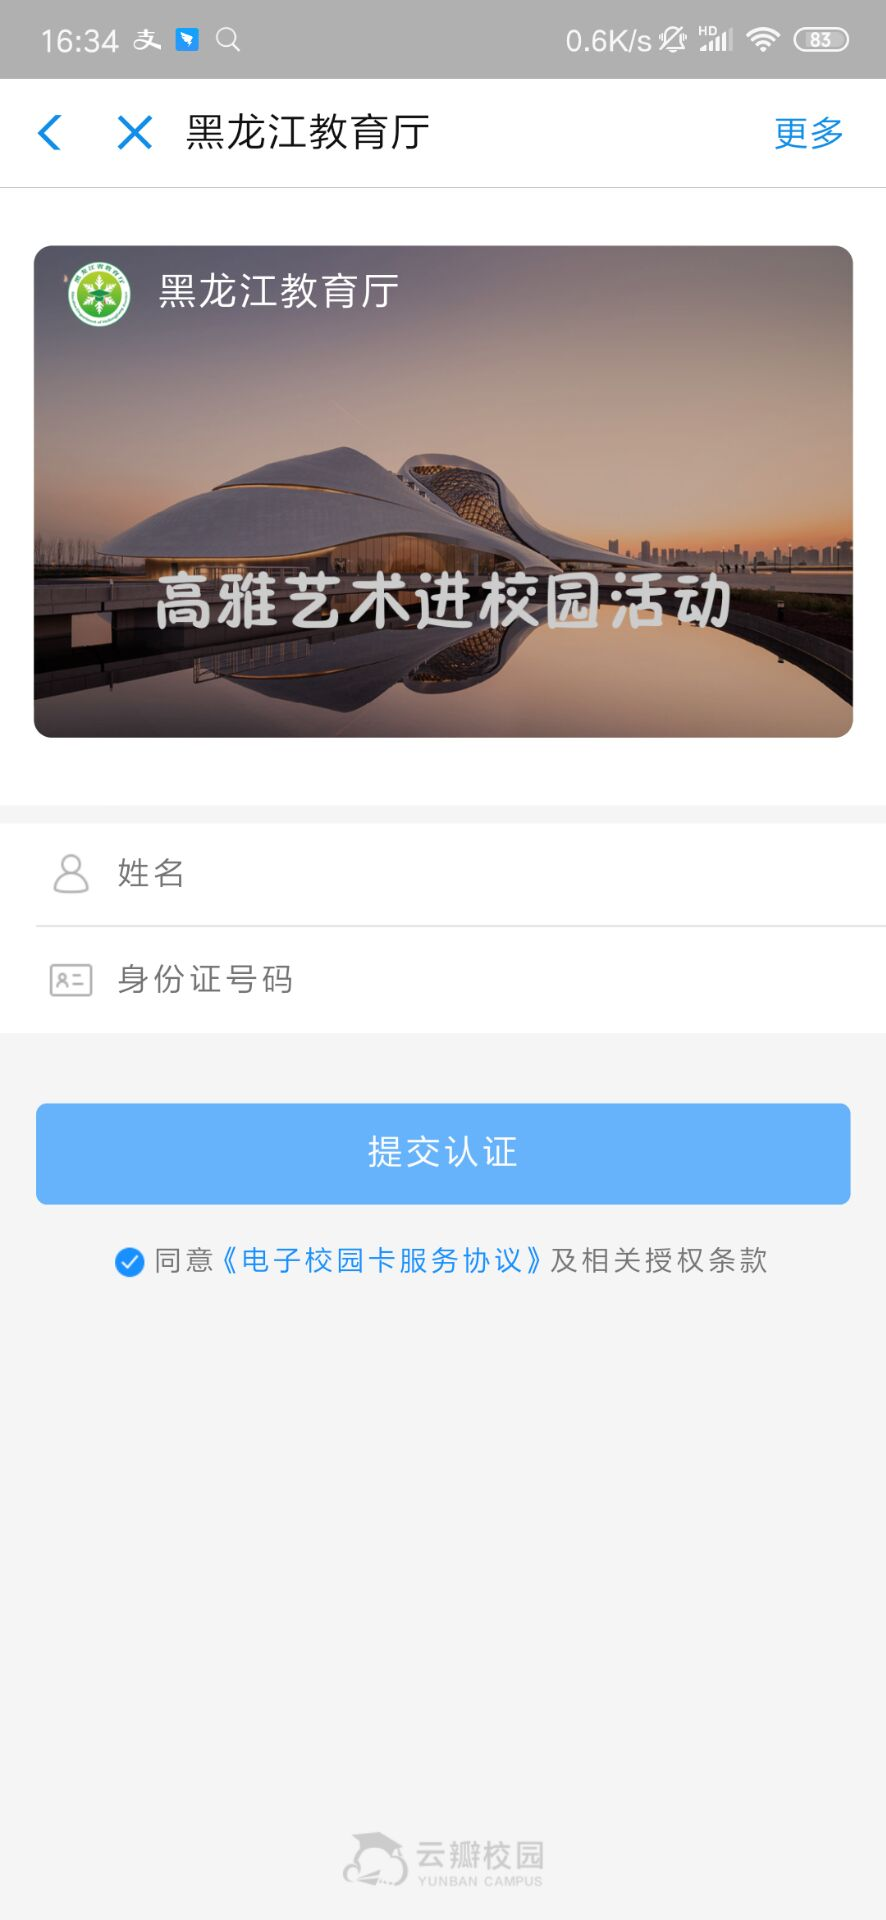 16:34 支 0.6K/s HD 83
黑龙江教育厅 更多
黑龙江教育厅
高雅艺术进校园活动
姓名
身份证号码
提交认证
同意《电子校园卡服务协议》及相关授权条款
云瓣校园
YUNBAN CAMPUS